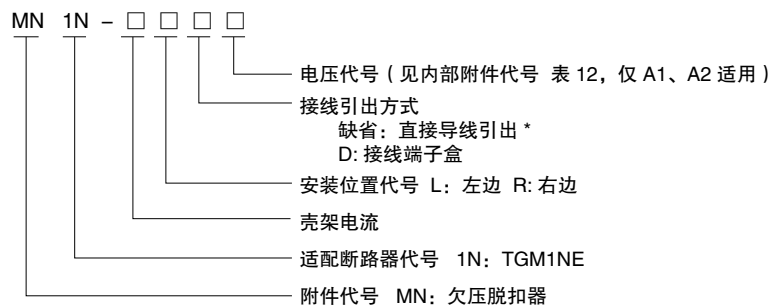 MN 1N - □ □ □ □
电压代号（见内部附件代号 表 12，仅 A1、A2 适用）
接线引出方式
缺省：直接导线引出 *
D: 接线端子盒
安装位置代号 L：左边 R: 右边
壳架电流
适配断路器代号 1N：TGM1NE
附件代号 MN：欠压脱扣器